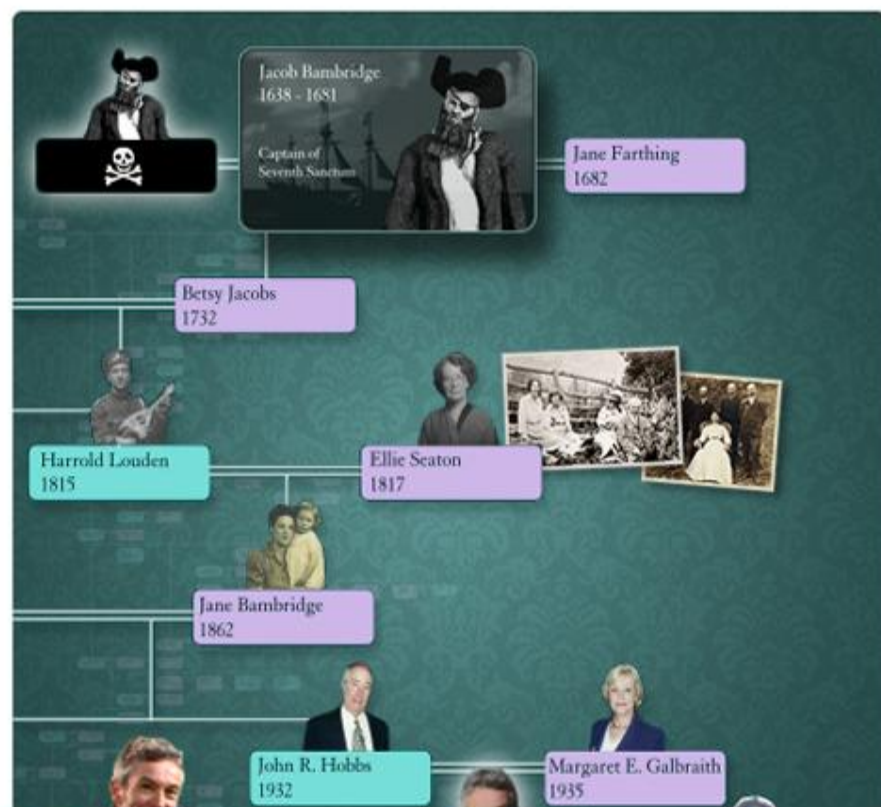 Jacob Bambridge
1638 - 1681
Captain of
Seventh Sanctum
Jane Farthing
1682
Betsy Jacobs
1732
Harrold Louden
1815
Ellie Seaton
1817
Jane Bambridge
1862
John R. Hobbs
1932
Margaret E. Galbraith
1935